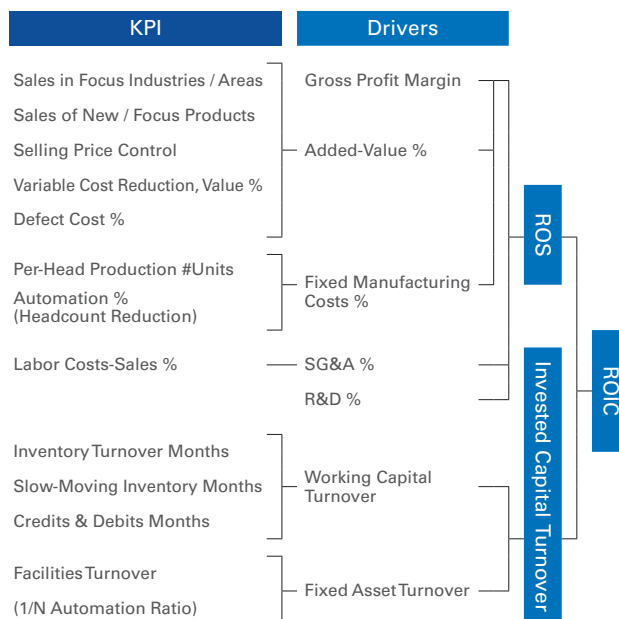 KPI
Drivers
Sales in Focus Industries / Areas
Sales of New / Focus Products
Selling Price Control
Variable Cost Reduction, Value %
Defect Cost %
Per-Head Production #Units
Automation %
(Headcount Reduction)
Labor Costs-Sales %
Inventory Turnover Months
Slow-Moving Inventory Months
Credits & Debits Months
Facilities Turnover
(1/N Automation Ratio)
Gross Profit Margin
Added-Value %
Fixed Manufacturing
Costs %
SG&A %
R&D %
Working Capital
Turnover
Fixed Asset Turnover
ROS
Invested Capital Turnover
ROIC